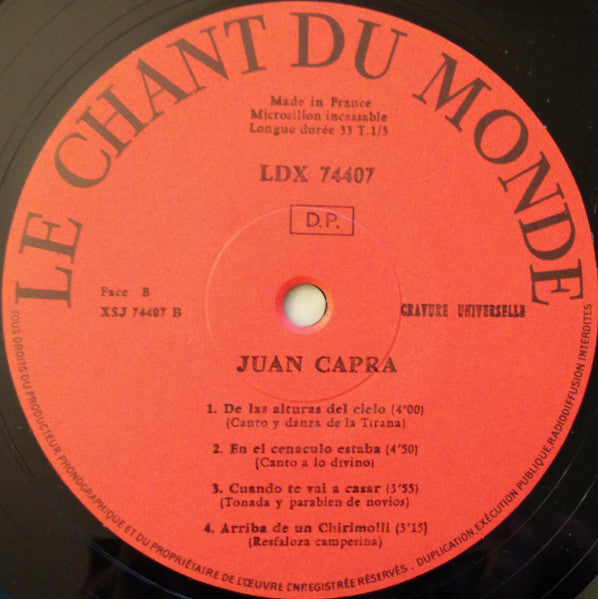 LE CHANT DU MONDE
Made in France
Microsillon incassable
Longue durée 33 T.1/3
LDX 74407
D.P.
Face B
XSJ 74407 B
GRAVURE UNIVERSELLE
JUAN CAPRA
1. De las alturas del cielo (4'00)
(Canto y danza de la Tirana)
2. En el cenaculo estaba (4'50)
(Canto a lo divino)
3. Cuando te vai a casar (3'55)
(Tonada y parabien de novios)
4. Arriba de un Chirimolli (3'15)
(Resfaloza campesina)
TOUS DROITS DU PRODUCTEUR PHONOGRAPHIQUE ET DU PROPRIÉTAIRE DE L'ŒUVRE ENREGISTRÉE RÉSERVÉS. DUPLICATION, EXÉCUTION PUBLIQUE, RADIODIFFUSION INTERDITES